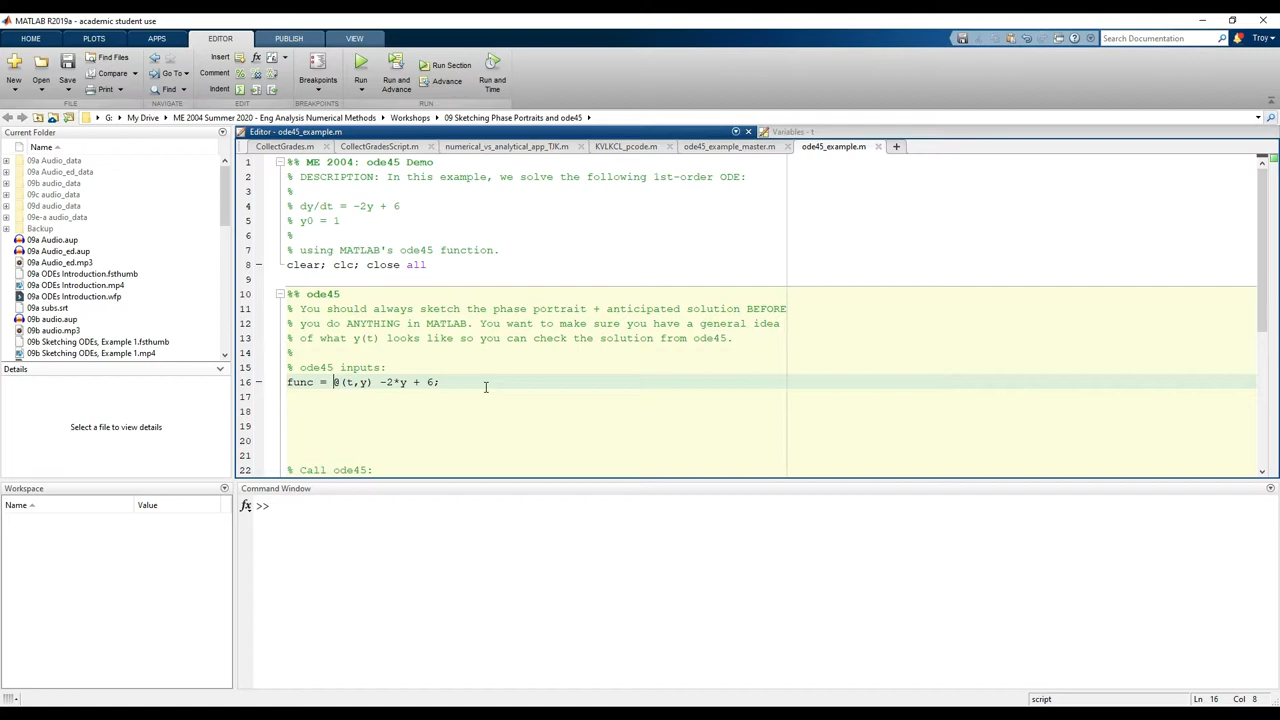 MATLAB R2019a - academic student use
HOME PLOTS APPS EDITOR PUBLISH VIEW
Search Documentation
Troy
New Open Save
Find Files
Compare
Print
Go To
Find
Insert
Comment
Indent
Breakpoints
Run
Run and Advance
Run Section
Advance
Run and Time
FILE NAVIGATE EDIT BREAKPOINTS RUN
G: My Drive ME 2004 Summer 2020 - Eng Analysis Numerical Methods Workshops 09 Sketching Phase Portraits and ode45
Current Folder
Name
09a Audio_data
09a Audio_ed_data
09b audio_data
09c audio_data
09d audio_data
09e-a audio_data
Backup
09a Audio.aup
09a Audio_ed.aup
09a Audio_ed.mp3
09a ODEs Introduction.fsthumb
09a ODEs Introduction.mp4
09a ODEs Introduction.wfp
09a subs.srt
09b audio.aup
09b audio.mp3
09b Sketching ODEs, Example 1.fsthumb
09b Sketching ODEs, Example 1.mp4
Details
Select a file to view details
Workspace
Name Value
Editor - ode45_example.m
Variables - t
CollectGrades.m CollectGradesScript.m numerical_vs_analytical_app_TJK.m KVLKCL_pcode.m ode45_example_master.m ode45_example.m
1 %% ME 2004: ode45 Demo
2 % DESCRIPTION: In this example, we solve the following 1st-order ODE:
3 %
4 % dy/dt = -2y + 6
5 % y0 = 1
6 %
7 % using MATLAB's ode45 function.
8 clear; clc; close all
9
10 %% ode45
11 % You should always sketch the phase portrait + anticipated solution BEFORE
12 % you do ANYTHING in MATLAB. You want to make sure you have a general idea
13 % of what y(t) looks like so you can check the solution from ode45.
14 %
15 % ode45 inputs:
16 func = @(t,y) -2*y + 6;
17
18
19
20
21
22 % Call ode45:
Command Window
fx >>
script
Ln 16 Col 8